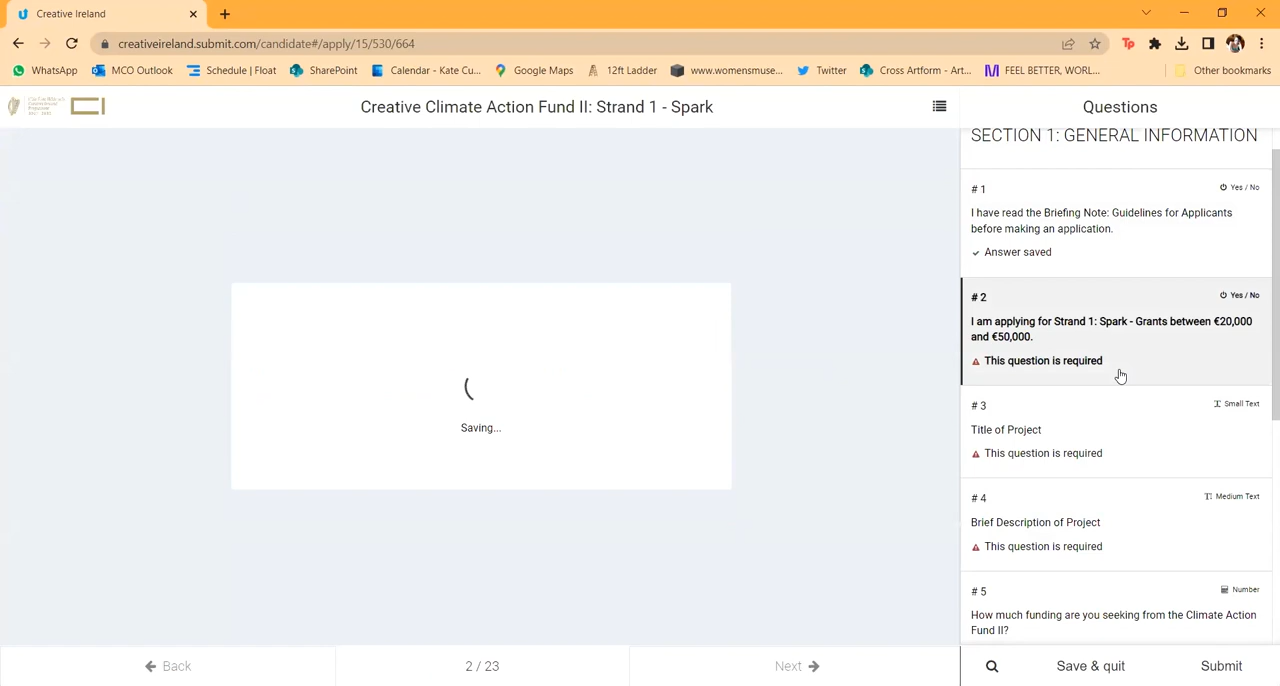 Creative Ireland
creativeireland.submit.com/candidate#/apply/15/530/664
Tp
WhatsApp
MCO Outlook
Schedule | Float
SharePoint
Calendar - Kate Cu...
Google Maps
12ft Ladder
www.womensmuse...
Twitter
Cross Artform - Art...
FEEL BETTER, WORL...
Other bookmarks
Creative Climate Action Fund II: Strand 1 - Spark
Questions
SECTION 1: GENERAL INFORMATION
# 1
Yes / No
I have read the Briefing Note: Guidelines for Applicants
before making an application.
Answer saved
# 2
Yes / No
I am applying for Strand 1: Spark - Grants between €20,000
and €50,000.
This question is required
# 3
Small Text
Title of Project
This question is required
# 4
Medium Text
Brief Description of Project
This question is required
# 5
Number
How much funding are you seeking from the Climate Action
Fund II?
Saving...
Back
2 / 23
Next
Save & quit
Submit